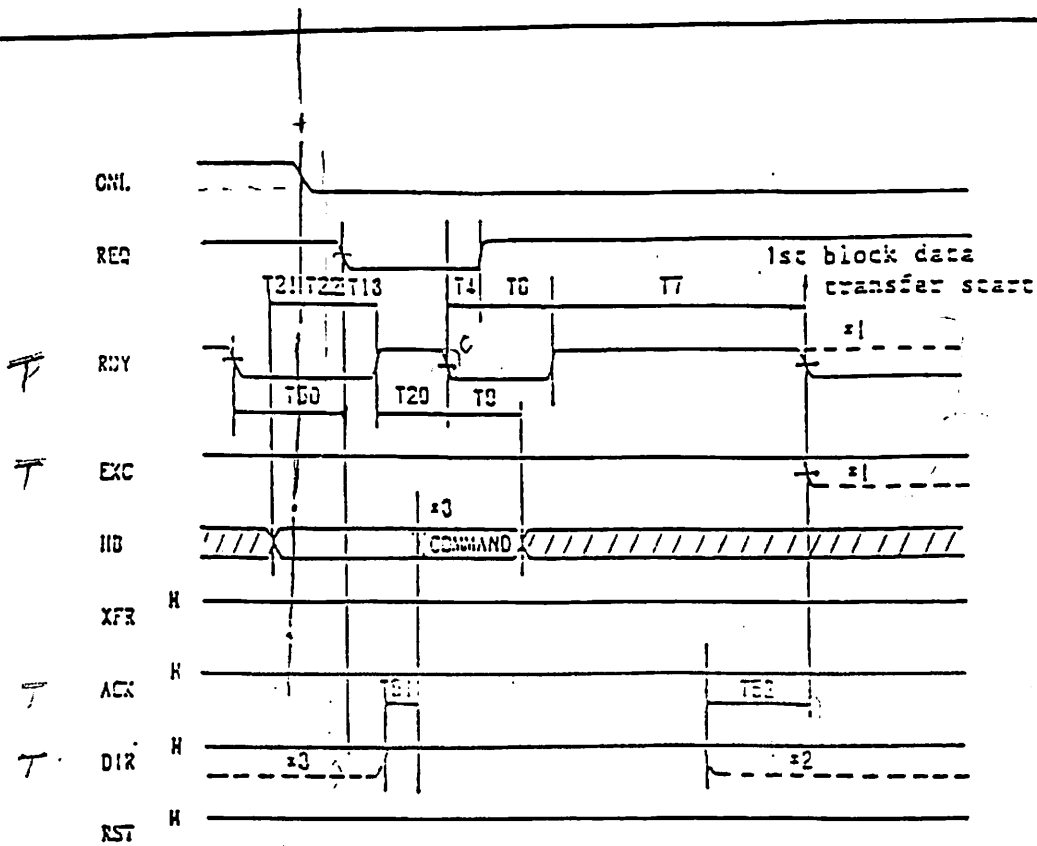 ONL
REQ
1st block data
transfer start
T21 T22 T13
T4
T6
T7
*1
C
T RDY
T60
T20
T8
T EXC
*1
*3
HB
COMMAND
XFR H
T ACK H
T61
T62
T DIR H
*3
*2
RST H